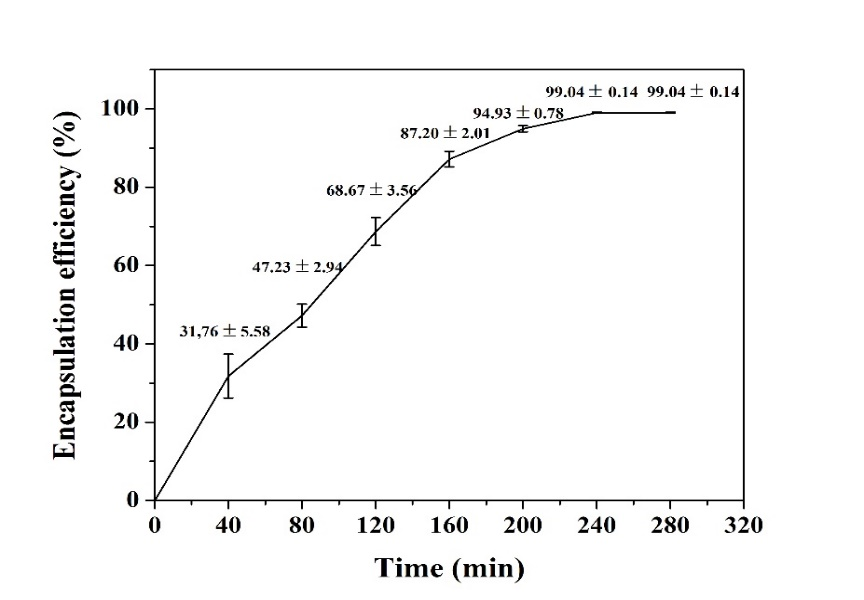 99.04 ± 0.14 99.04 ± 0.14
94.93 ± 0.78
87.20 ± 2.01
68.67 ± 3.56
47.23 ± 2.94
31,76 ± 5.58
100
80
60
40
20
0
Encapsulation efficiency (%)
0 40 80 120 160 200 240 280 320
Time (min)